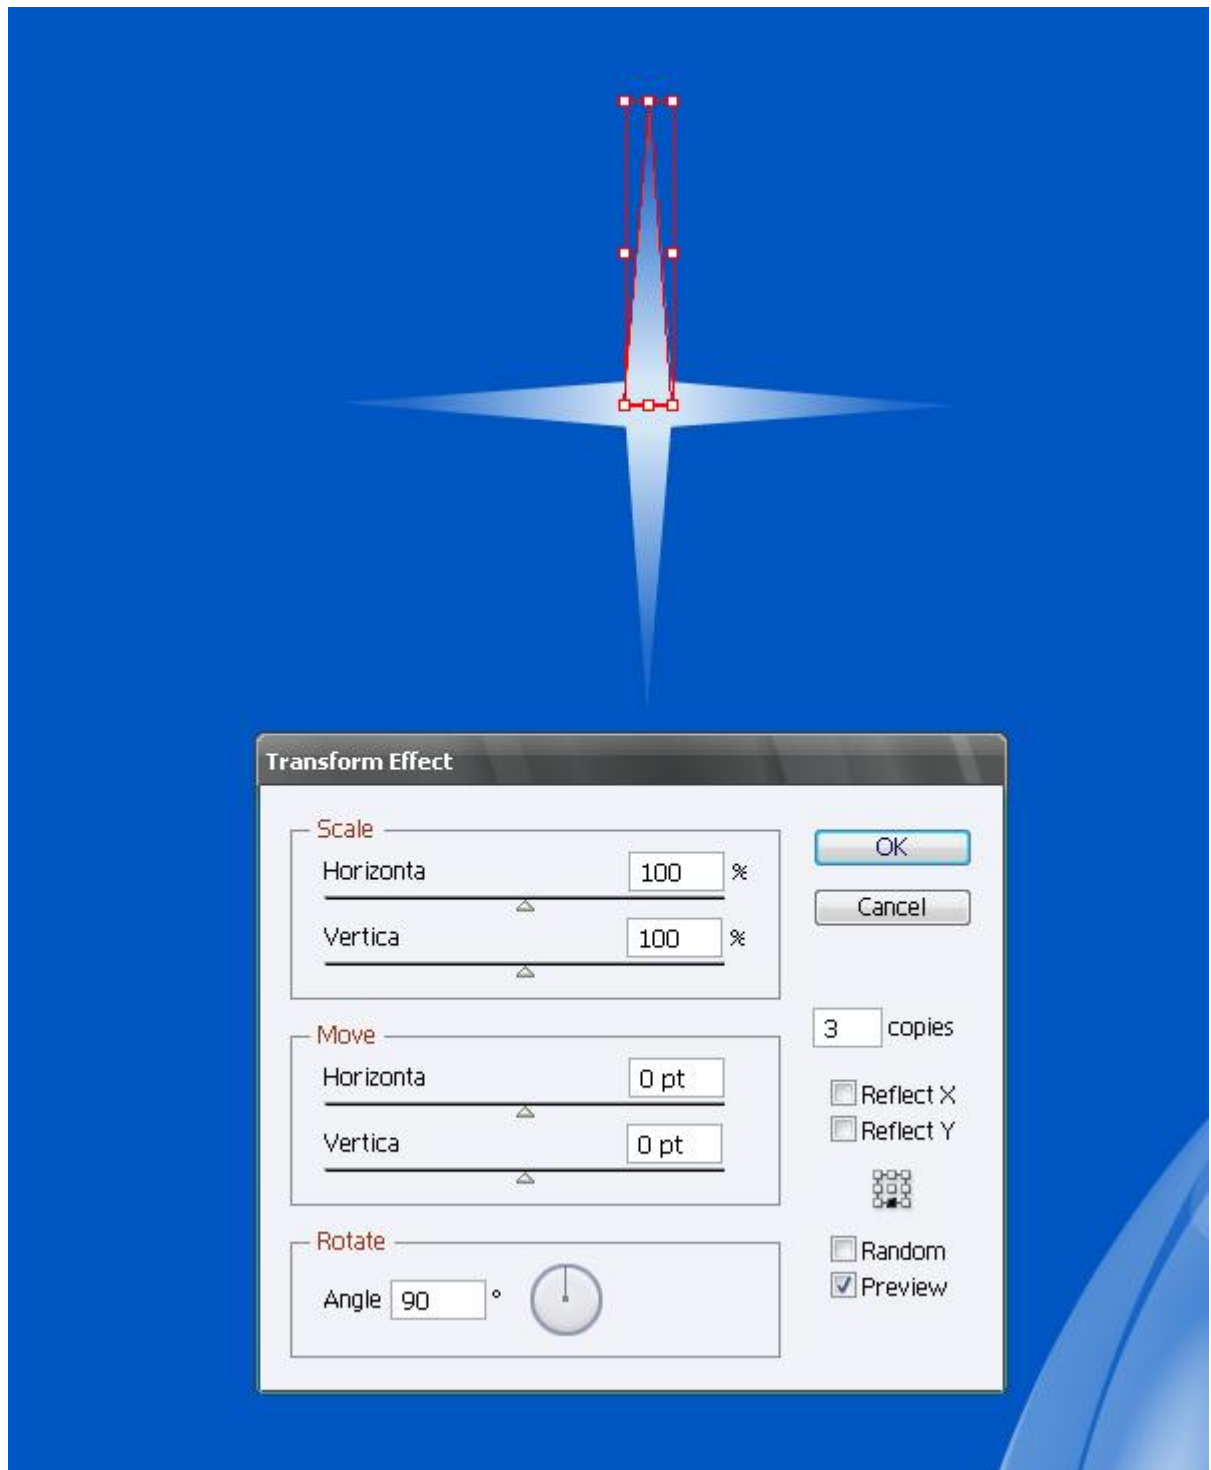 Transform Effect
Scale
Horizonta
100 %
Vertica
100 %
Move
Horizonta
0 pt
Vertica
0 pt
Rotate
Angle 90 °
OK
Cancel
3 copies
Reflect X
Reflect Y
Random
Preview